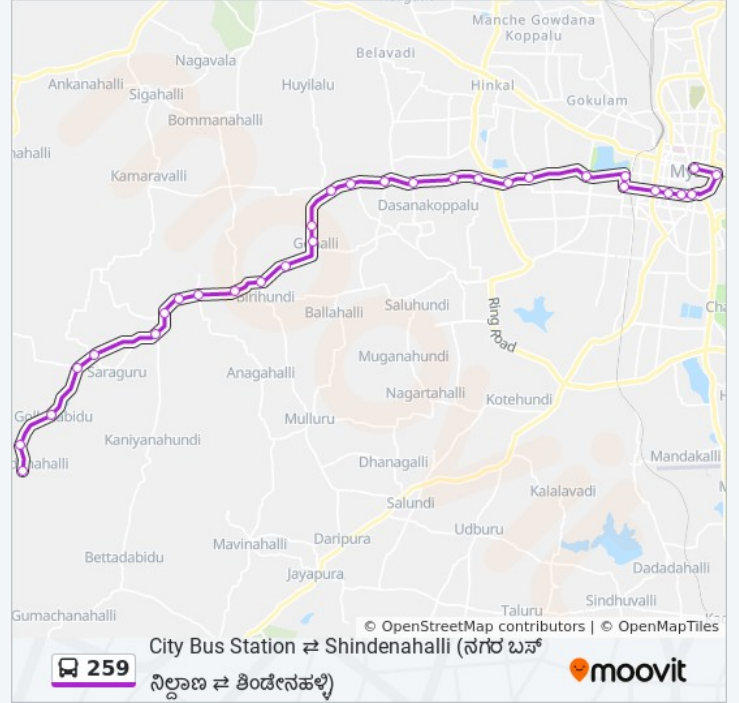 Manche Gowdana
Koppalu
Belavadi
Nagavala
Ankanahalli
Sigahalli
Huyilalu
Hinkal
Gokulam
Bommanahalli
Kamaravalli
My
Dasanakoppalu
Birihundi
Ballahalli
Saluhundi
Ring Road
Muganahundi
Saraguru
Anagahalli
Nagartahalli
Kotehundi
Mulluru
Kaniyanahundi
Mandakalli
Dhanagalli
Kalalavadi
Salundi
Udburu
Daripura
Mavinahalli
Bettadabidu
Jayapura
Dadadahalli
Sindhuvalli
Taluru
Gumachanahalli
© OpenStreetMap contributors | © OpenMapTiles
259
City Bus Station ⇄ Shindenahalli (ನಗರ ಬಸ್
ನಿಲ್ದಾಣ ⇄ ಶಿಂಡೇನಹಳ್ಳಿ)
moovit